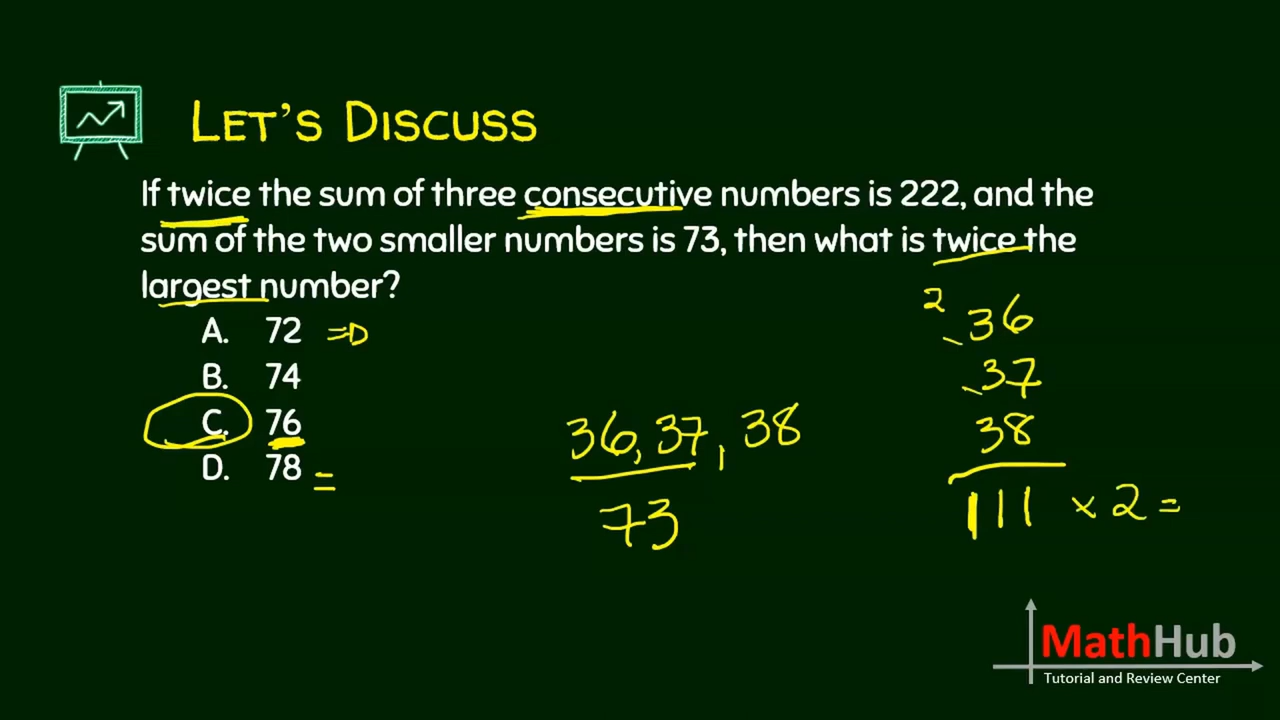 LET'S DISCUSS
If twice the sum of three consecutive numbers is 222, and the
sum of the two smaller numbers is 73, then what is twice the
largest number?
A. 72 ⇒
B. 74
C. 76
D. 78 =
36, 37, 38
73
2
36
37
38
111 x 2 =
MathHub
Tutorial and Review Center